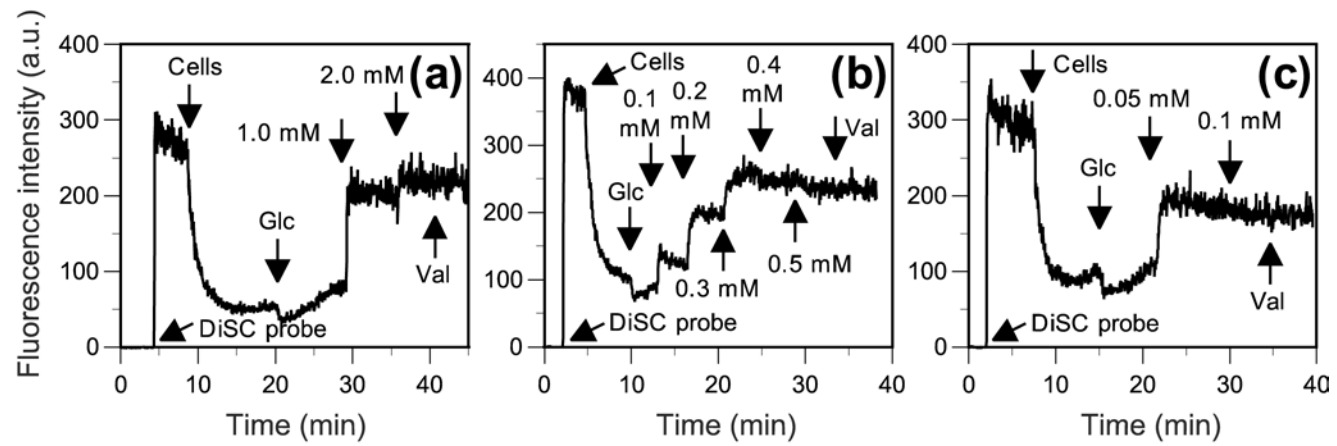 Fluorescence intensity (a.u.)
400
300
200
100
0
0
10
20
30
40
Time (min)
(a)
Cells
2.0 mM
1.0 mM
Glc
Val
DiSC probe
400
300
200
100
0
0
10
20
30
40
Time (min)
(b)
Cells
0.1
mM
0.2
mM
0.4
mM
Val
Glc
0.3 mM
0.5 mM
DiSC probe
400
300
200
100
0
0
10
20
30
40
Time (min)
(c)
Cells
0.05 mM
0.1 mM
Glc
Val
DiSC probe